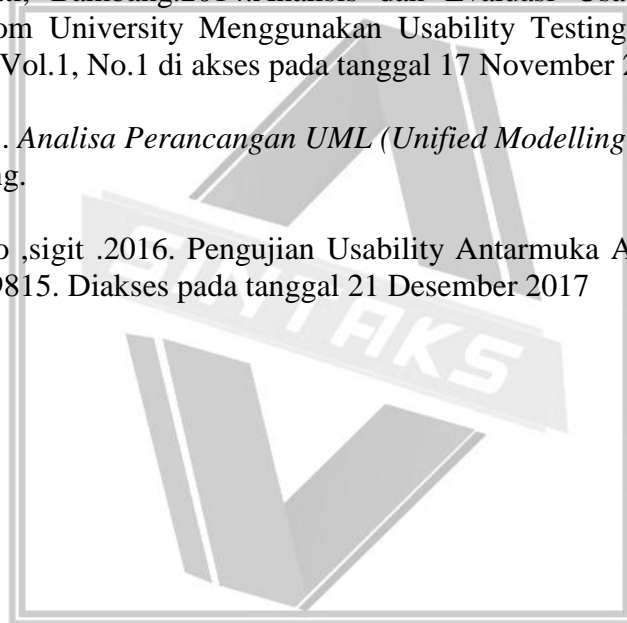 Bambang.2014.Analisis dan Evaluasi
om University Menggunakan Usability Testing
Vol.1, No.1 di akses pada tanggal 17 November
. Analisa Perancangan UML (Unified Modelling
ng.
o ,sigit .2016. Pengujian Usability Antarmuka A
9815. Diakses pada tanggal 21 Desember 2017
SINTAKS